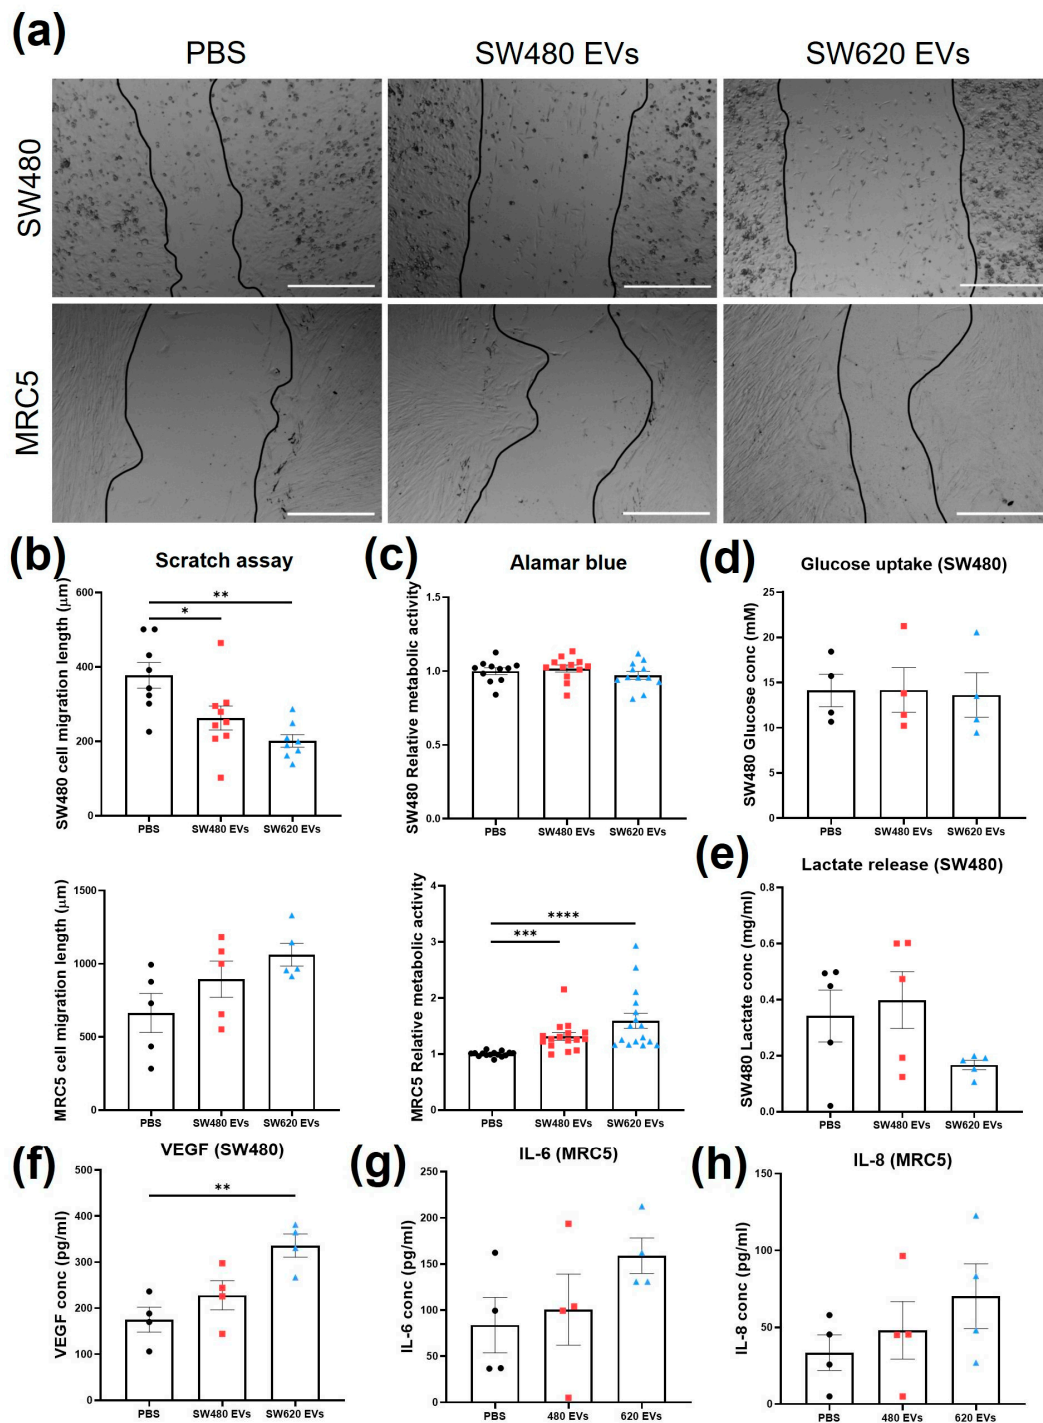 (a)
PBS
SW480 EVs
SW620 EVs
SW480
MRC5
(b)
Scratch assay
SW480 cell migration length (μm)
600
400
200
0
**
*
PBS
SW480 EVs
SW620 EVs
MRC5 cell migration length (μm)
1500
1000
500
0
PBS
SW480 EVs
SW620 EVs
(c)
Alamar blue
SW480 Relative metabolic activity
1.5
1.0
0.5
0.0
PBS
SW480 EVs
SW620 EVs
MRC5 Relative metabolic activity
4
3
2
1
0
****
***
PBS
SW480 EVs
SW620 EVs
(d)
Glucose uptake (SW480)
SW480 Glucose conc (mM)
25
20
15
10
5
0
PBS
SW480 EVs
SW620 EVs
(e)
Lactate release (SW480)
SW480 Lactate conc (mg/ml)
0.8
0.6
0.4
0.2
0.0
PBS
SW480 EVs
SW620 EVs
(f)
VEGF (SW480)
VEGF conc (pg/ml)
500
400
300
200
100
0
**
PBS
SW480 EVs
SW620 EVs
(g)
IL-6 (MRC5)
IL-6 conc (pg/ml)
250
200
150
100
50
0
PBS
480 EVs
620 EVs
(h)
IL-8 (MRC5)
IL-8 conc (pg/ml)
150
100
50
0
PBS
480 EVs
620 EVs